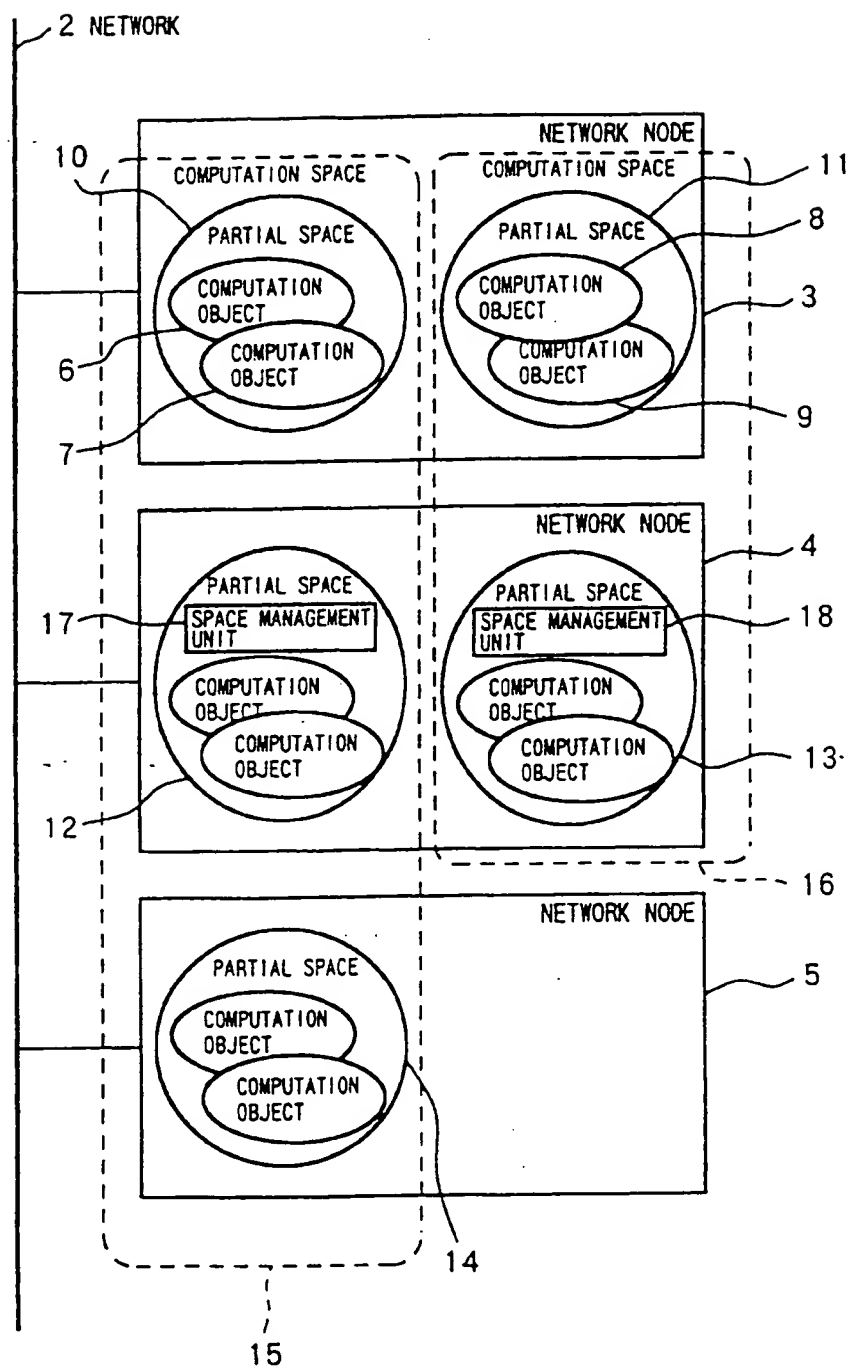 2 NETWORK
NETWORK NODE
10
COMPUTATION SPACE
COMPUTATION SPACE
11
PARTIAL SPACE
PARTIAL SPACE
8
COMPUTATION
OBJECT
COMPUTATION
OBJECT
3
6
COMPUTATION
OBJECT
COMPUTATION
OBJECT
7
9
NETWORK NODE
4
PARTIAL SPACE
PARTIAL SPACE
17
SPACE MANAGEMENT
UNIT
SPACE MANAGEMENT
UNIT
18
COMPUTATION
OBJECT
COMPUTATION
OBJECT
COMPUTATION
OBJECT
COMPUTATION
OBJECT
13
12
16
NETWORK NODE
PARTIAL SPACE
5
COMPUTATION
OBJECT
COMPUTATION
OBJECT
14
15